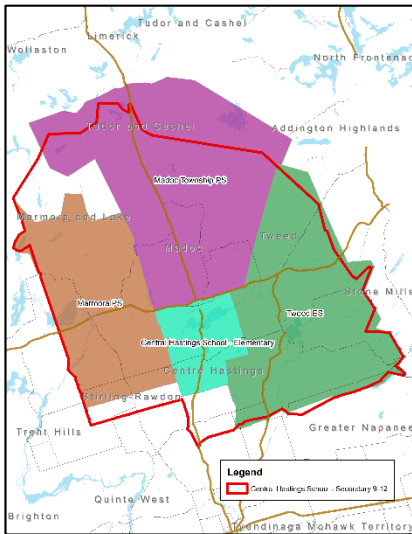 Tudor and Cashel
Limerick
Wollaston
North Frontenac
Tudor and Cashel
Addington Highlands
Madoc Township PS
Marmora and Lake
Madoc
Tweed
Stone Mills
Marmora PS
Tweed ES
Central Hastings School - Elementary
Centre Hastings
Stirling-Rawdon
Trent Hills
Greater Napanee
Legend
Central Hastings School - Secondary 9-12
Quinte West
Brighton
Tyendinaga Mohawk Territory